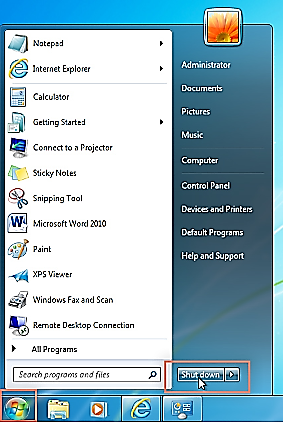 Notepad
Internet Explorer
Calculator
Getting Started
Connect to a Projector
Sticky Notes
Snipping Tool
Microsoft Word 2010
Paint
XPS Viewer
Windows Fax and Scan
Remote Desktop Connection
All Programs
Search programs and files
Administrator
Documents
Pictures
Music
Computer
Control Panel
Devices and Printers
Default Programs
Help and Support
Shut down